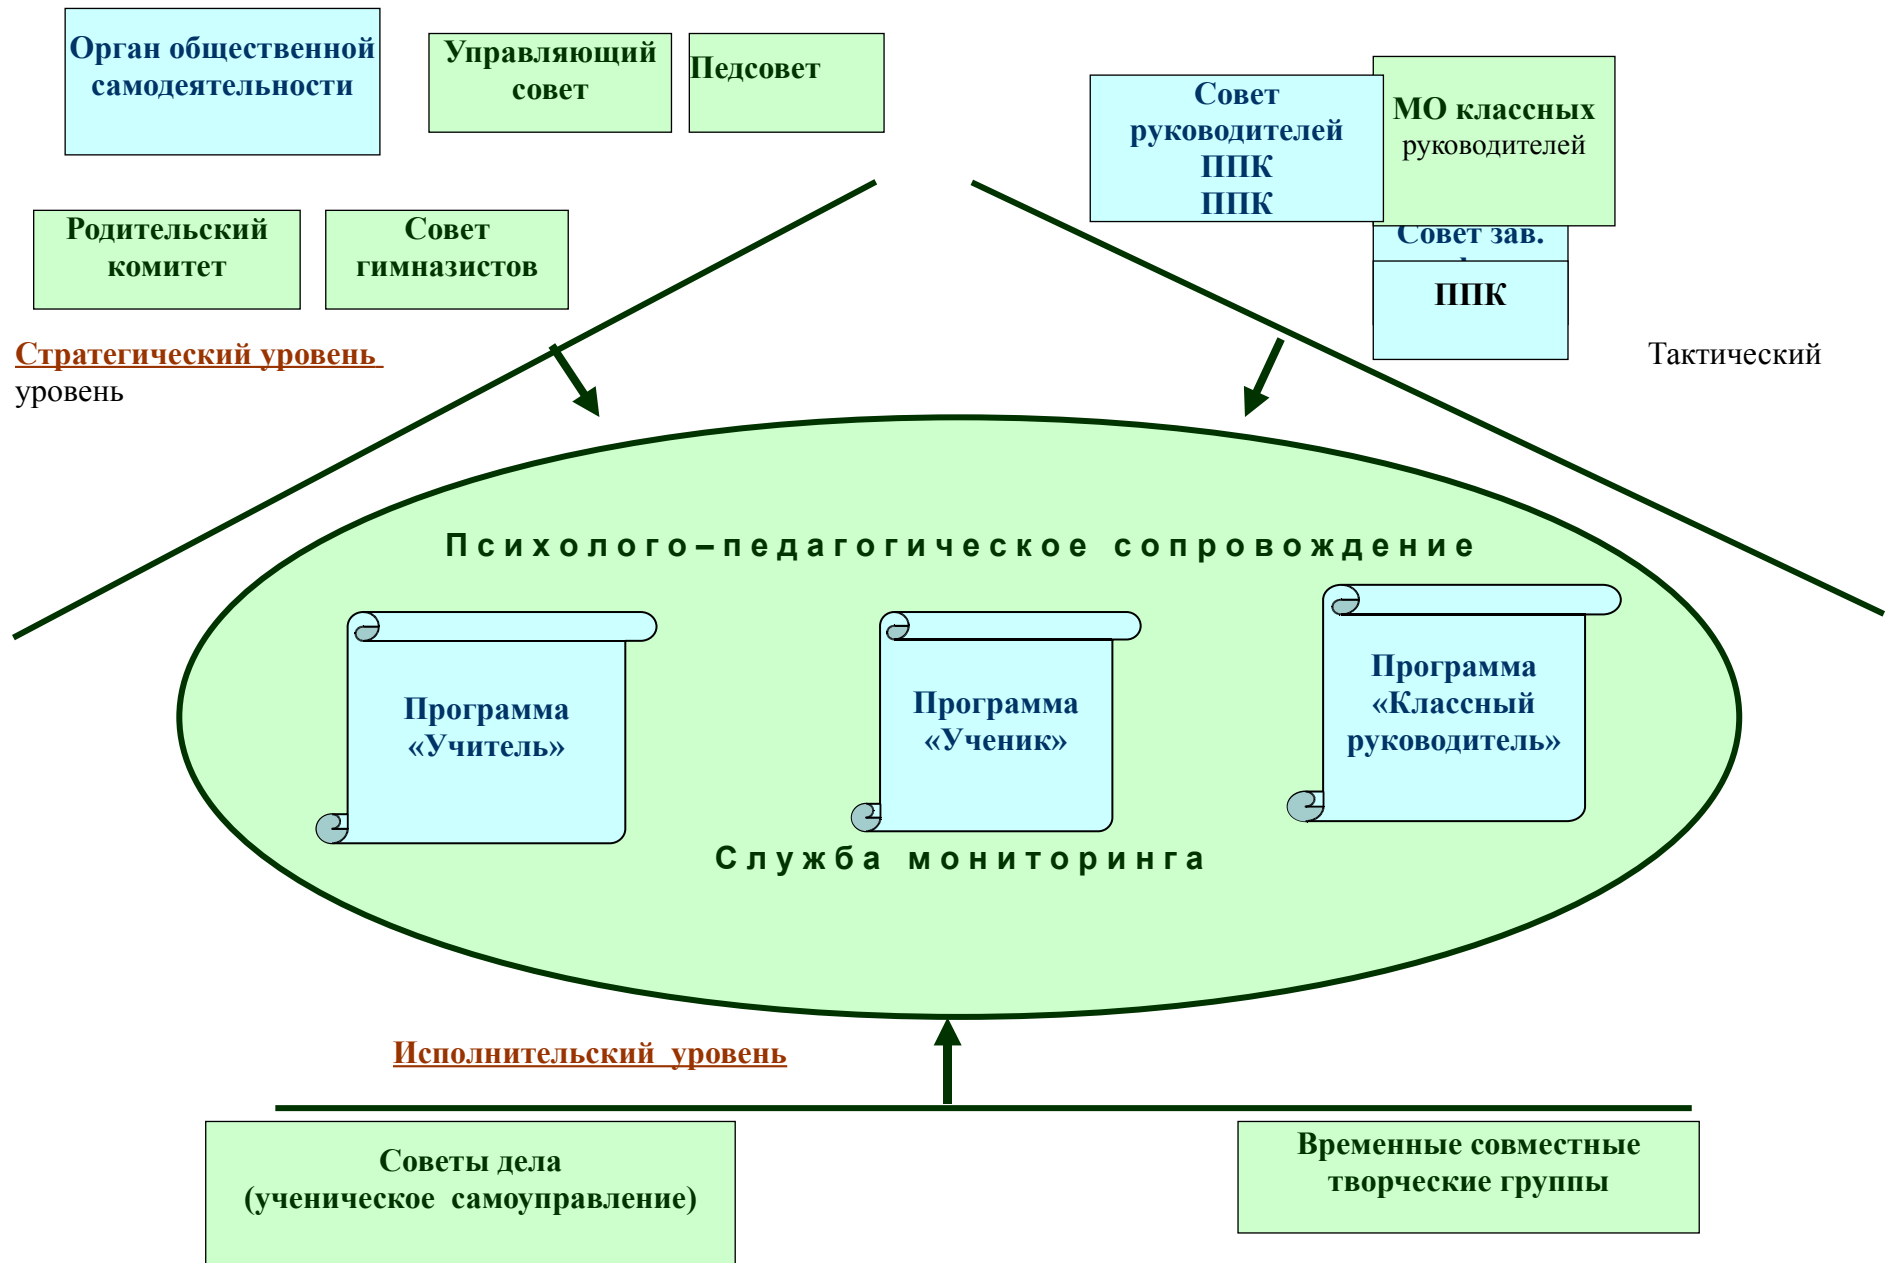 Орган общественной
самодеятельности
Управляющий
совет
Педсовет
Совет
руководителей
ППК
ППК
МО классных
руководителей
Совет зав.
ППК
Родительский
комитет
Совет
гимназистов
Стратегический уровень
Тактический
уровень
Психолого–педагогическое сопровождение
Программа
«Учитель»
Программа
«Ученик»
Программа
«Классный
руководитель»
Служба мониторинга
Исполнительский уровень
Советы дела
(ученическое самоуправление)
Временные совместные
творческие группы